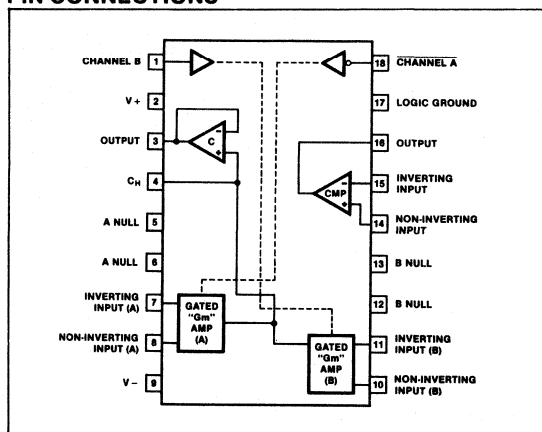 PIN CONNECTIONS
CHANNEL B 1
V+ 2
OUTPUT 3
CH 4
A NULL 5
A NULL 6
INVERTING
INPUT (A) 7
NON-INVERTING
INPUT (A) 8
V− 9
C
− +
GATED
"Gm"
AMP
(A)
18 CHANNEL A
17 LOGIC GROUND
16 OUTPUT
15 INVERTING
INPUT
14 NON-INVERTING
INPUT
13 B NULL
12 B NULL
11 INVERTING
INPUT (B)
10 NON-INVERTING
INPUT (B)
CMP
− +
GATED
"Gm"
AMP
(B)